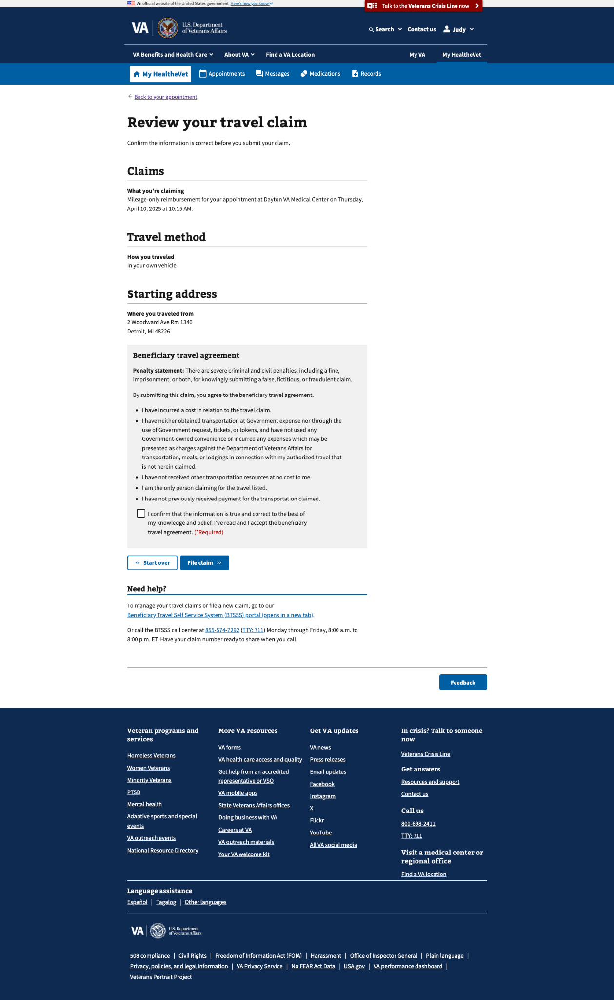 An official website of the United States government Here's how you know
Talk to the Veterans Crisis Line now
VA U.S. Department of Veterans Affairs
Search Contact us Judy
VA Benefits and Health Care About VA Find a VA Location My VA My HealtheVet
My HealtheVet Appointments Messages Medications Records
Back to your appointment
Review your travel claim
Confirm the information is correct before you submit your claim.
Claims
What you're claiming
Mileage-only reimbursement for your appointment at Dayton VA Medical Center on Thursday,
April 10, 2025 at 10:15 AM.
Travel method
How you traveled
In your own vehicle
Starting address
Where you traveled from
2 Woodward Ave Rm 1340
Detroit, MI 48226
Beneficiary travel agreement
Penalty statement: There are severe criminal and civil penalties, including a fine,
imprisonment, or both, for knowingly submitting a false, fictitious, or fraudulent claim.
By submitting this claim, you agree to the beneficiary travel agreement.
• I have incurred a cost in relation to the travel claim.
• I have neither obtained transportation at Government expense nor through the
use of Government request, tickets, or tokens, and have not used any
Government-owned convenience or incurred any expenses which may be
presented as charges against the Department of Veterans Affairs for
transportation, meals, or lodgings in connection with my authorized travel that
is not herein claimed.
• I have not received other transportation resources at no cost to me.
• I am the only person claiming for the travel listed.
• I have not previously received payment for the transportation claimed.
I confirm that the information is true and correct to the best of
my knowledge and belief. I've read and I accept the beneficiary
travel agreement. (*Required)
Start over File claim
Need help?
To manage your travel claims or file a new claim, go to our
Beneficiary Travel Self Service System (BTSSS) portal (opens in a new tab).
Or call the BTSSS call center at 855-574-7292 (TTY: 711) Monday through Friday, 8:00 a.m. to
8:00 p.m. ET. Have your claim number ready to share when you call.
Feedback
Veteran programs and
services
Homeless Veterans
Women Veterans
Minority Veterans
PTSD
Mental health
Adaptive sports and special
events
VA outreach events
National Resource Directory
More VA resources
VA forms
VA health care access and quality
Get help from an accredited
representative or VSO
VA mobile apps
State Veterans Affairs offices
Doing business with VA
Careers at VA
VA outreach materials
Your VA welcome kit
Get VA updates
VA news
Press releases
Email updates
Facebook
Instagram
X
Flickr
YouTube
All VA social media
In crisis? Talk to someone
now
Veterans Crisis Line
Get answers
Resources and support
Contact us
Call us
800-698-2411
TTY: 711
Visit a medical center or
regional office
Find a VA location
Language assistance
Español | Tagalog | Other languages
VA U.S. Department of Veterans Affairs
508 compliance | Civil Rights | Freedom of Information Act (FOIA) | Harassment | Office of Inspector General | Plain language |
Privacy, policies, and legal information | VA Privacy Service | No FEAR Act Data | USA.gov | VA performance dashboard |
Veterans Portrait Project